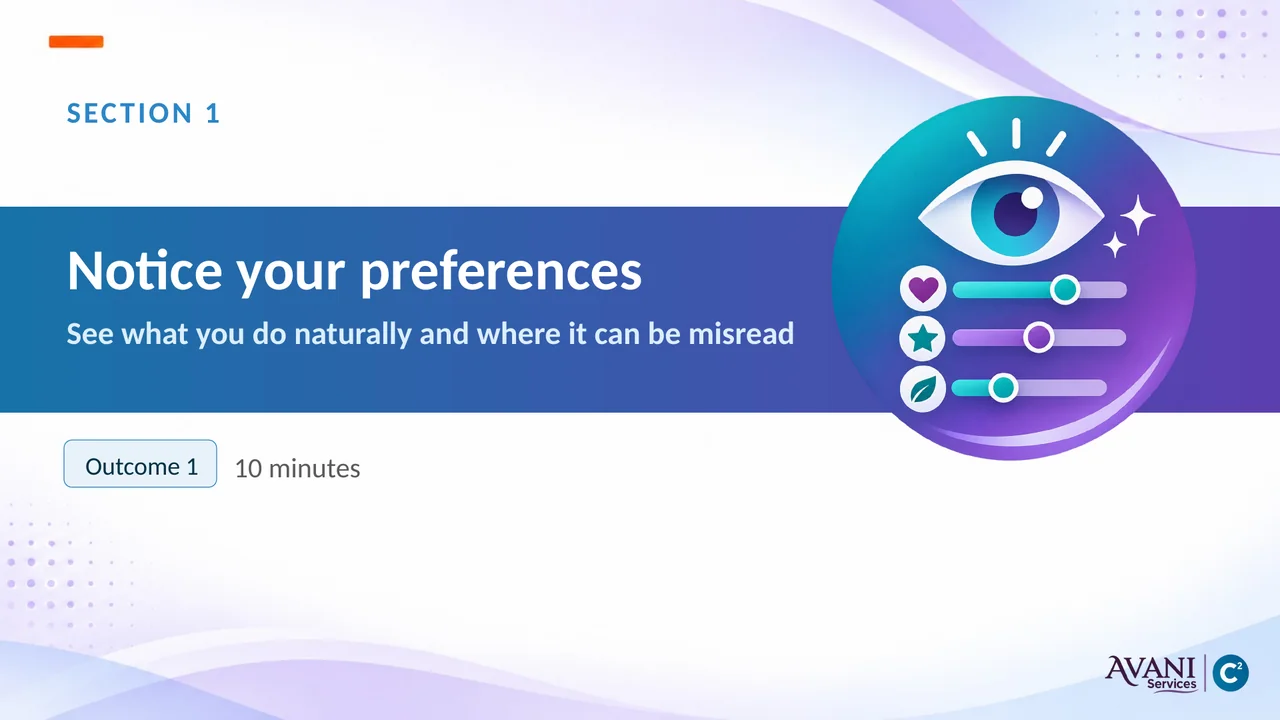 SECTION 1
Notice your preferences
See what you do naturally and where it can be misread
Outcome 1
10 minutes
AVANI
Services
C²